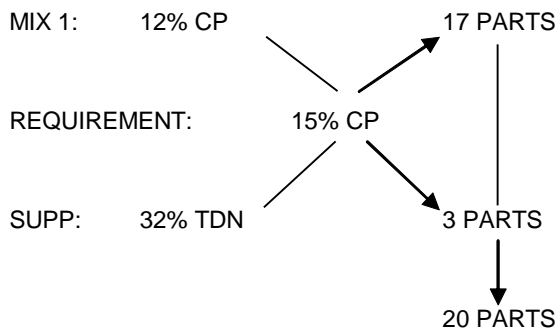 MIX 1: 12% CP 17 PARTS
REQUIREMENT: 15% CP
SUPP: 32% TDN 3 PARTS
20 PARTS